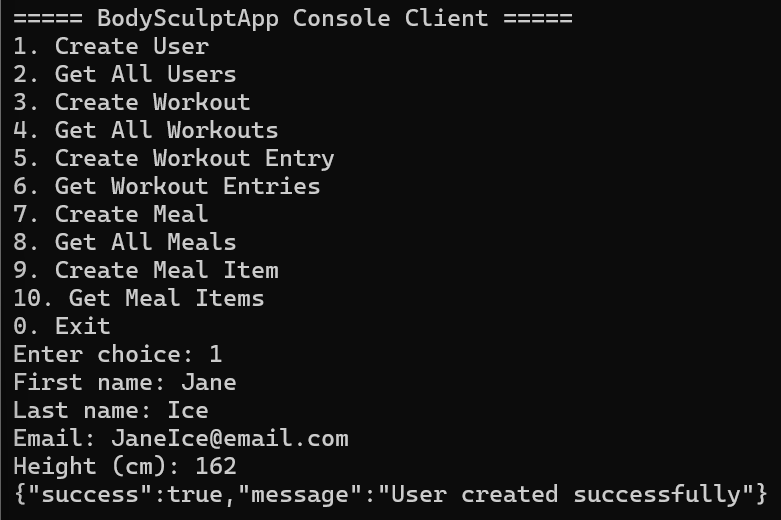 ===== BodySculptApp Console Client =====
1. Create User
2. Get All Users
3. Create Workout
4. Get All Workouts
5. Create Workout Entry
6. Get Workout Entries
7. Create Meal
8. Get All Meals
9. Create Meal Item
10. Get Meal Items
0. Exit
Enter choice: 1
First name: Jane
Last name: Ice
Email: JaneIce@email.com
Height (cm): 162
{"success":true,"message":"User created successfully"}